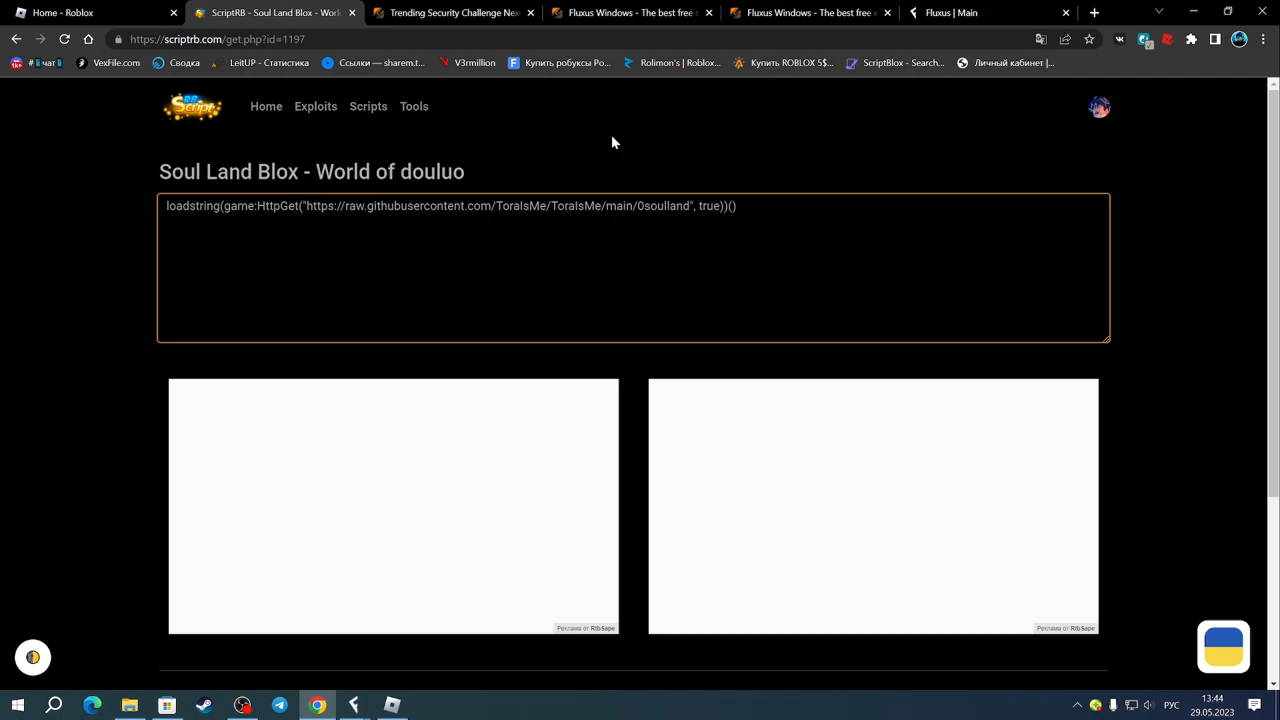 Home - Roblox
ScriptRB - Soul Land Blox - Worl
Trending Security Challenge Nex
Fluxus Windows - The best free s
Fluxus Windows - The best free e
Fluxus | Main
https://scriptrb.com/get.php?id=1197
VexFile.com
Сводка
LeitUP - Статистика
Ссылки — sharem.t...
V3rmillion
Купить робуксы Ро...
Rolimon's | Roblox...
Купить ROBLOX 5$...
ScriptBlox - Search...
Личный кабинет |...
RB
Script
Home
Exploits
Scripts
Tools
Soul Land Blox - World of douluo
loadstring(game:HttpGet("https://raw.githubusercontent.com/ToraIsMe/ToraIsMe/main/0soulland", true))()
Реклама от RtbSape
Реклама от RtbSape
РУС
13:44
29.05.2023